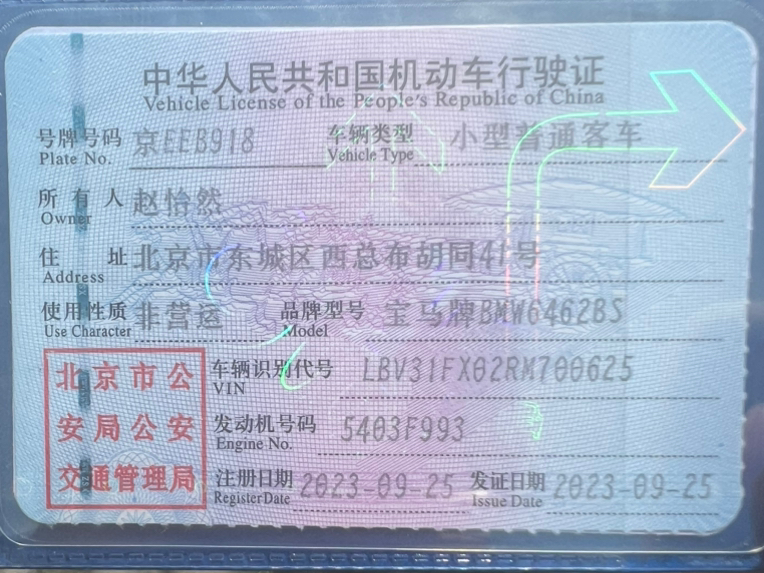 中华人民共和国机动车行驶证
Vehicle License of the People's Republic of China
号牌号码 京EEB918 车辆类型 小型普通客车
Plate No. Vehicle Type
所有人 赵怡然
Owner
住址 北京市东城区西总布胡同41号
Address
使用性质 非营运 品牌型号 宝马牌BMW6462BS
Use Character Model
北京市公安局公安交通管理局
车辆识别代号 LBV31FX02RM700625
VIN
发动机号码 5403F993
Engine No.
注册日期 2023-09-25 发证日期 2023-09-25
Register Date Issue Date